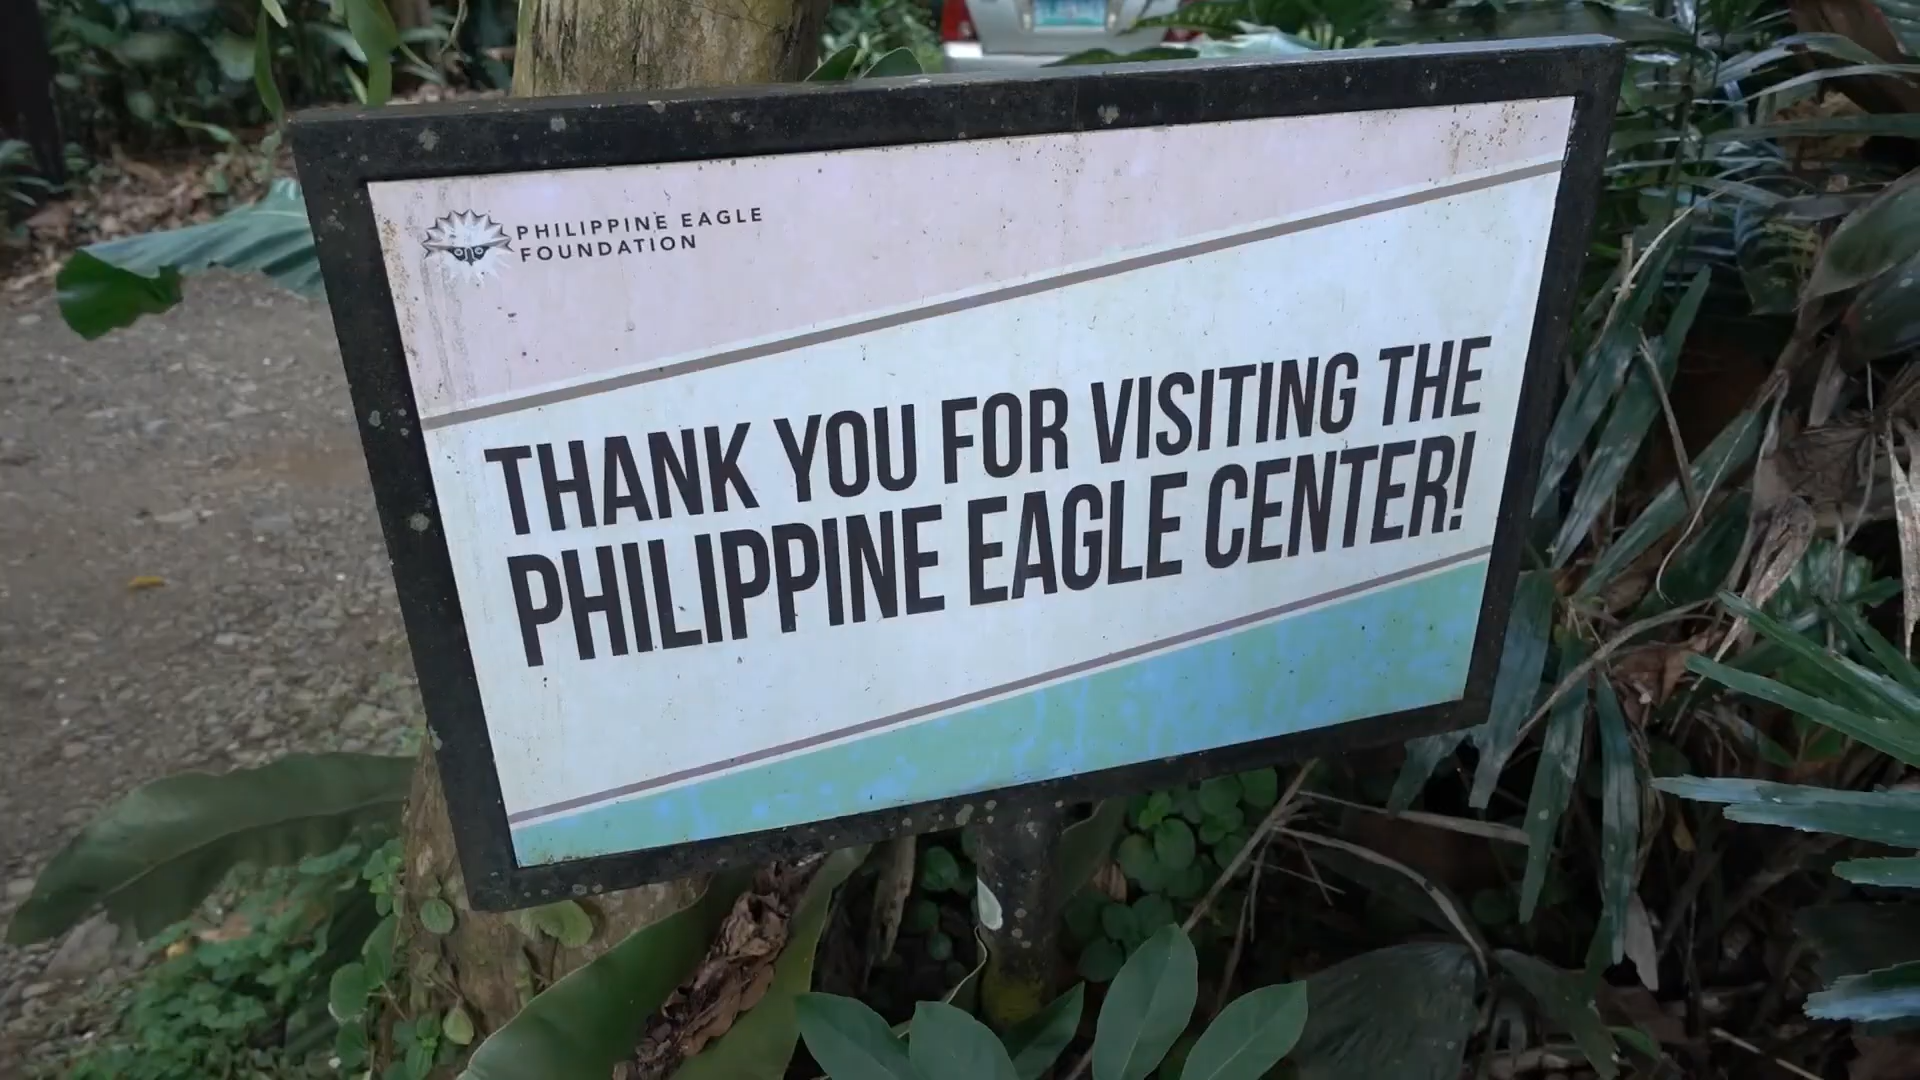 PHILIPPINE EAGLE
FOUNDATION
THANK YOU FOR VISITING THE
PHILIPPINE EAGLE CENTER!